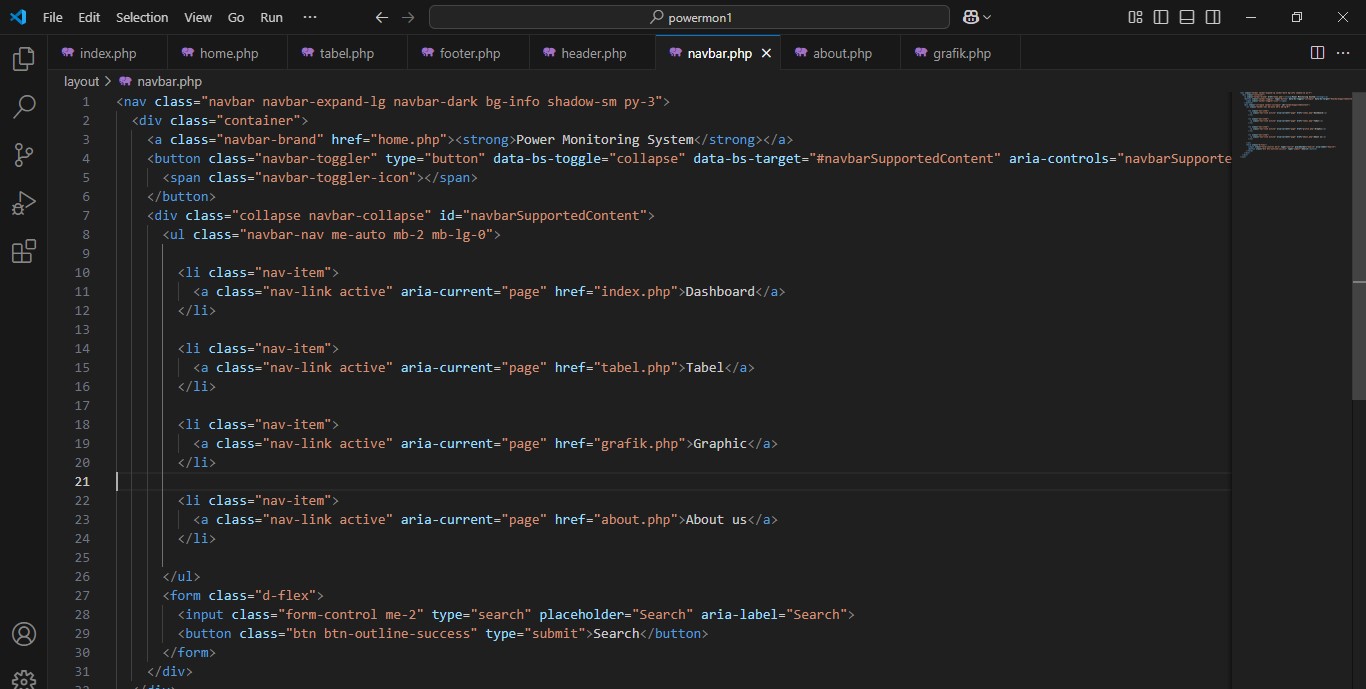 File Edit Selection View Go Run ··· powermon1
index.php home.php tabel.php footer.php header.php navbar.php about.php grafik.php
layout > navbar.php
1 <nav class="navbar navbar-expand-lg navbar-dark bg-info shadow-sm py-3">
2 <div class="container">
3 <a class="navbar-brand" href="home.php"><strong>Power Monitoring System</strong></a>
4 <button class="navbar-toggler" type="button" data-bs-toggle="collapse" data-bs-target="#navbarSupportedContent" aria-controls="navbarSupporte
5 <span class="navbar-toggler-icon"></span>
6 </button>
7 <div class="collapse navbar-collapse" id="navbarSupportedContent">
8 <ul class="navbar-nav me-auto mb-2 mb-lg-0">
9
10 <li class="nav-item">
11 <a class="nav-link active" aria-current="page" href="index.php">Dashboard</a>
12 </li>
13
14 <li class="nav-item">
15 <a class="nav-link active" aria-current="page" href="tabel.php">Tabel</a>
16 </li>
17
18 <li class="nav-item">
19 <a class="nav-link active" aria-current="page" href="grafik.php">Graphic</a>
20 </li>
21
22 <li class="nav-item">
23 <a class="nav-link active" aria-current="page" href="about.php">About us</a>
24 </li>
25
26 </ul>
27 <form class="d-flex">
28 <input class="form-control me-2" type="search" placeholder="Search" aria-label="Search">
29 <button class="btn btn-outline-success" type="submit">Search</button>
30 </form>
31 </div>
32 </div>